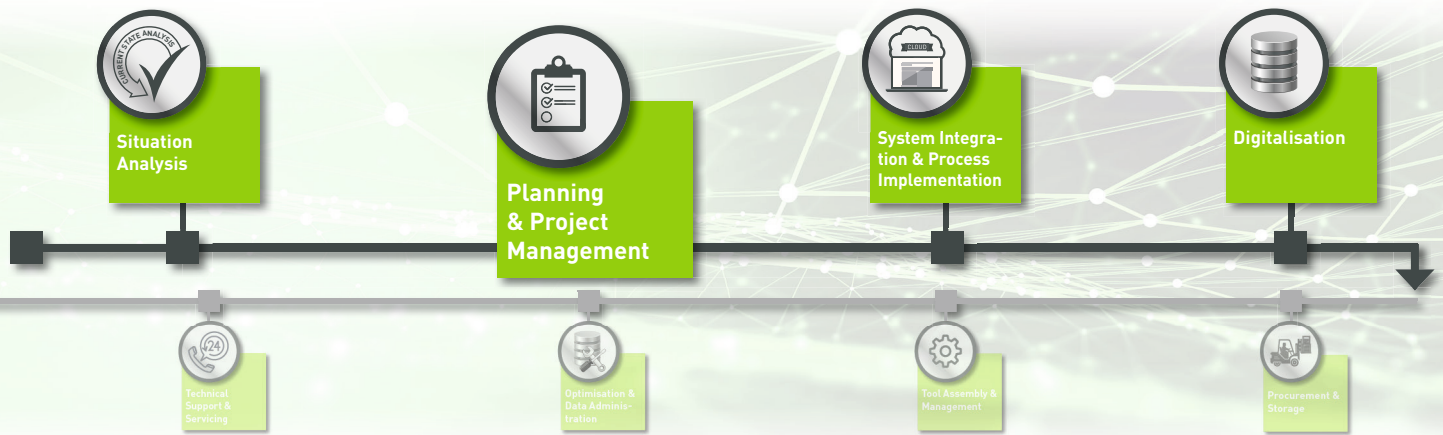 CURRENT STATE ANALYSIS
Situation
Analysis
Planning
& Project
Management
CLOUD
System Integra-
tion & Process
Implementation
Digitalisation
24
Technical
Support &
Servicing
Optimisation &
Data Adminis-
tration
Tool Assembly &
Management
Procurement &
Storage